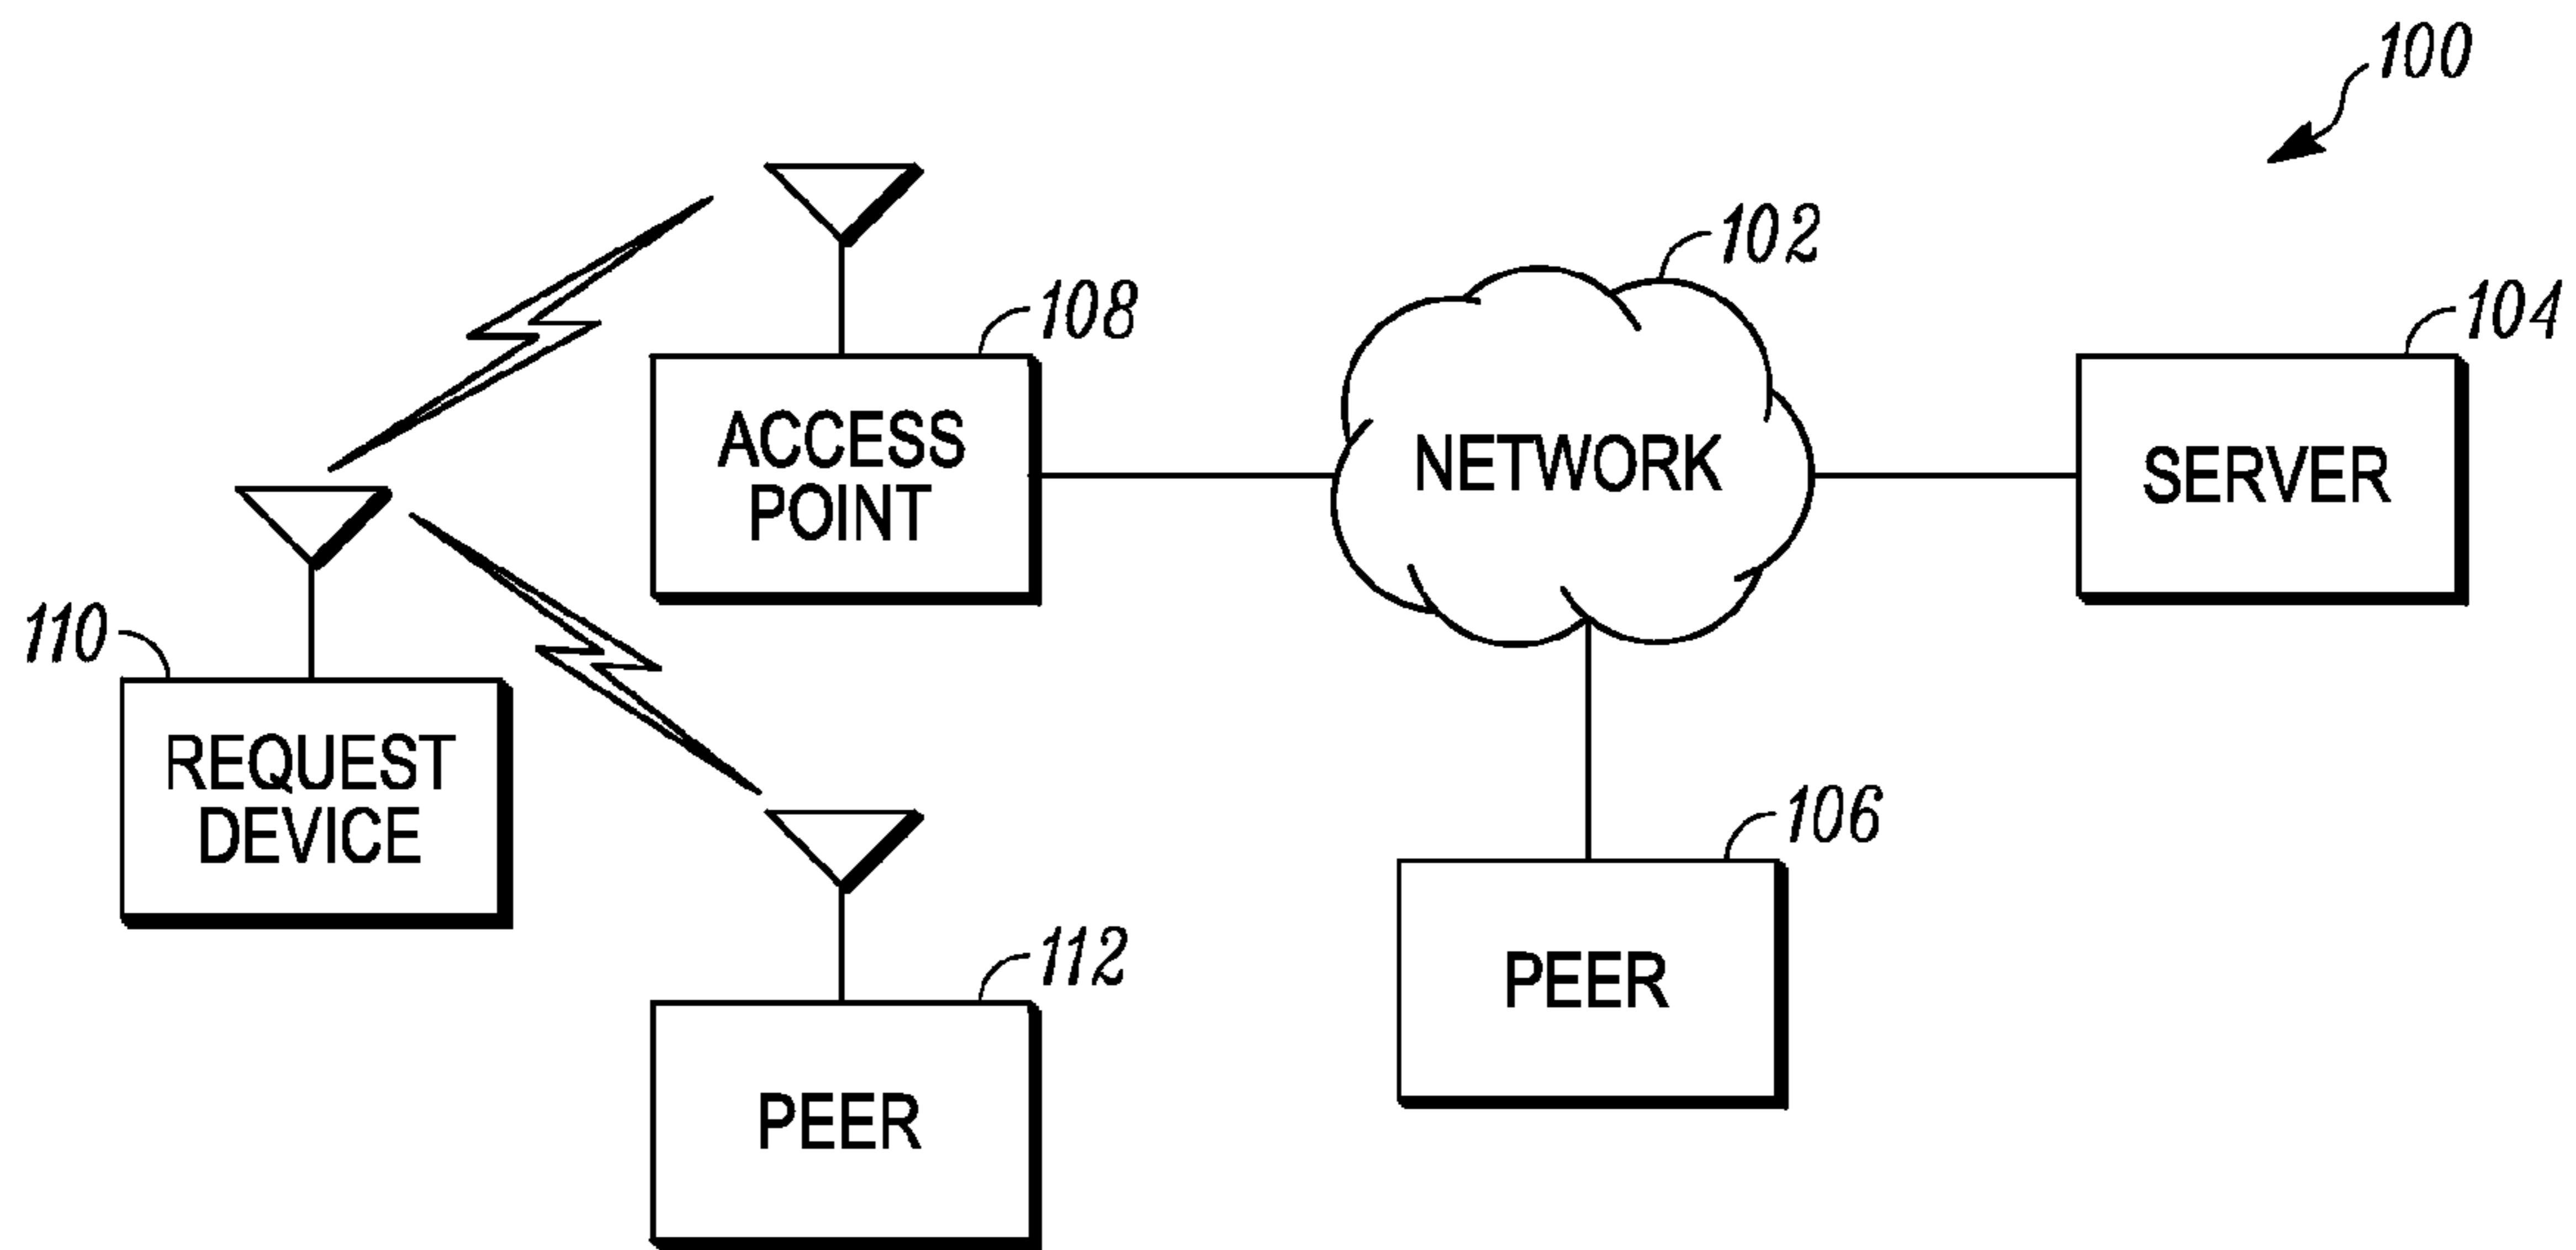 100
102
108
104
ACCESS
POINT
NETWORK
SERVER
110
REQUEST
DEVICE
106
112
PEER
PEER